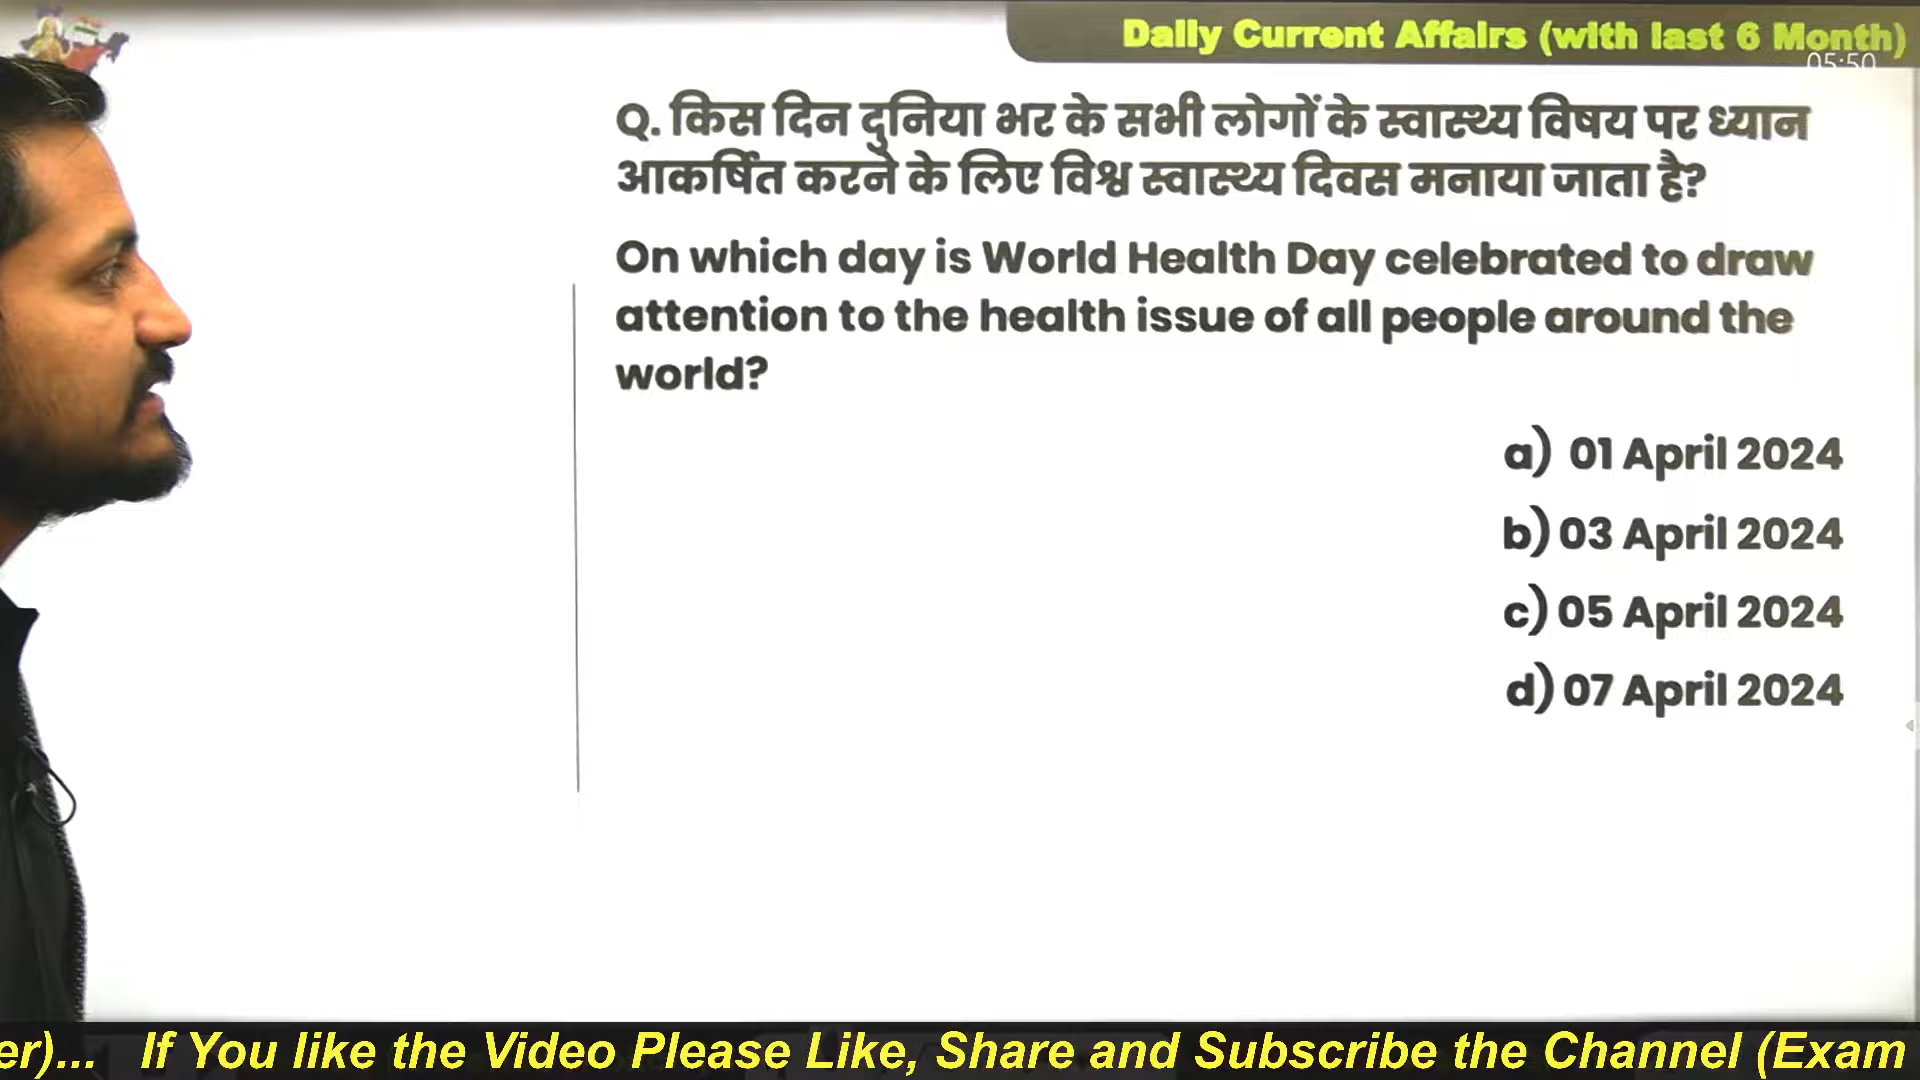 Daily Current Affairs (with last 6 Month)
05:50
Q. किस दिन दुनिया भर के सभी लोगों के स्वास्थ्य विषय पर ध्यान
आकर्षित करने के लिए विश्व स्वास्थ्य दिवस मनाया जाता है?
On which day is World Health Day celebrated to draw
attention to the health issue of all people around the
world?
a) 01 April 2024
b) 03 April 2024
c) 05 April 2024
d) 07 April 2024
er)... If You like the Video Please Like, Share and Subscribe the Channel (Exam